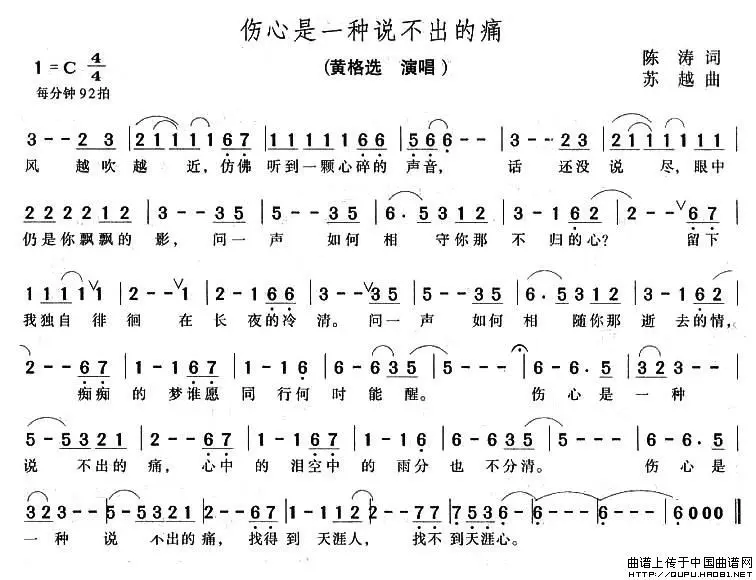 伤心是一种说不出的痛
1=C 4/4
(黄格选 演唱)
陈涛 词
每分钟92拍
苏越 曲
3 - - 2 3 | 2 1 1 1 1 6 7 | 1 1 1 1 1 6 6 | 5 6 6 - - | 3 - - 2 3 | 2 1 1 1 1 1 1
风 越吹越 近,仿佛 听到一颗心碎的 声音, 话 还没说 尽,眼中
2 2 2 2 2 1 2 | 3 - - 3 5 | 5 - - 3 5 | 6 . 5 3 1 2 | 3 - 1 6 2 | 2 - - 6 7
仍是你飘飘的 影, 问一 声 如何 相 守你那 不 归的心? 留下
1 1 1 1 1 1 | 2 - - 1 | 2 - 2 6 6 | 3 - - 3 5 | 5 - - 3 5 | 6 . 5 3 1 2 | 3 - 1 6 2
我独自 徘 徊 在 长 夜的冷 清。 问一 声 如何 相 随你那 逝 去的情,
2 - - 6 7 | 1 - 1 6 7 | 2 - 2 6 7 | 1 - 6 - 6 3 5 | 5 - - - | 6 - 6 . 5 | 3 2 3 -
痴痴 的 梦谁愿 同 行何 时 能 醒。 伤 心 是 一 种
5 - 5 3 2 1 | 2 - - 6 7 | 1 - 1 6 7 | 2 - 2 6 7 | 1 - 6 - 6 3 5 | 5 - - - | 6 - 6 . 5
说 不出的 痛, 心中 的 泪空中 的 雨分 也 不分清。 伤 心 是
3 2 3 - | 5 - 5 3 2 1 | 2 - - 2 2 | 1 - 2 2 - | 2 - - 7 7 | 7 5 3 6 - | 6 - - - | 6 - - - | 6 0 0 0 ‖
一 种 说 不出的 痛, 找得 到 天涯人, 找不 到天涯心。
曲谱上传于中国曲谱网
HTTP://QUPU.HAO81.NET